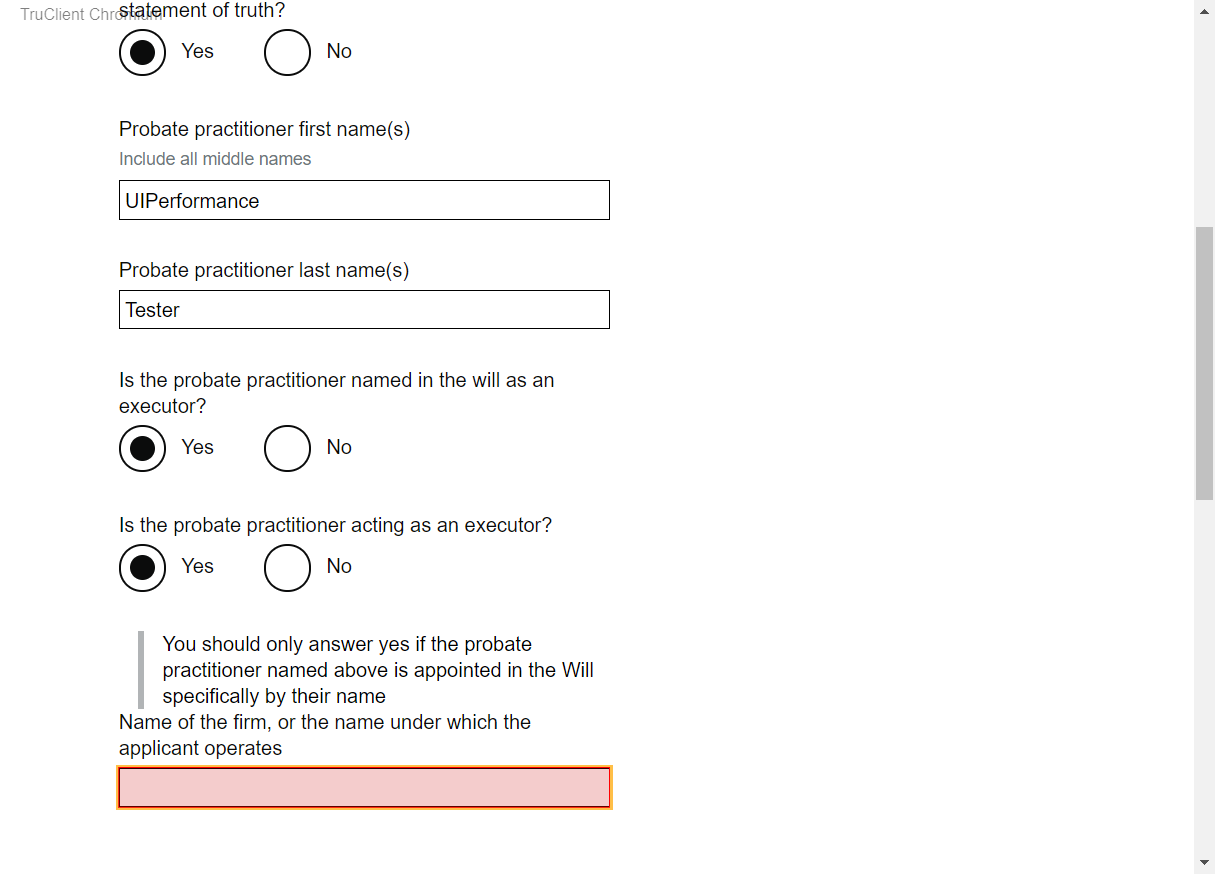 TruClient Chromium
statement of truth?
Yes No
Probate practitioner first name(s)
Include all middle names
UIPerformance
Probate practitioner last name(s)
Tester
Is the probate practitioner named in the will as an
executor?
Yes No
Is the probate practitioner acting as an executor?
Yes No
You should only answer yes if the probate
practitioner named above is appointed in the Will
specifically by their name
Name of the firm, or the name under which the
applicant operates